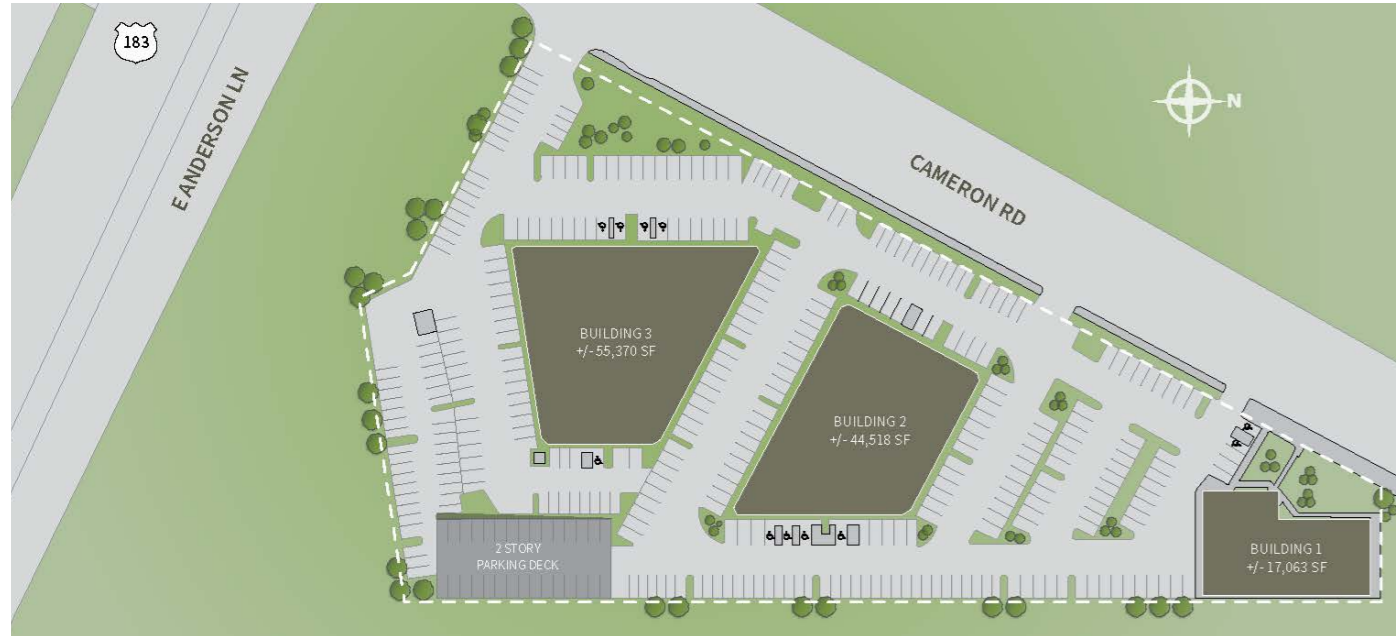 183
E ANDERSON LN
N
CAMERON RD
BUILDING 3
+/- 55,370 SF
BUILDING 2
+/- 44,518 SF
2 STORY
PARKING DECK
BUILDING 1
+/- 17,063 SF